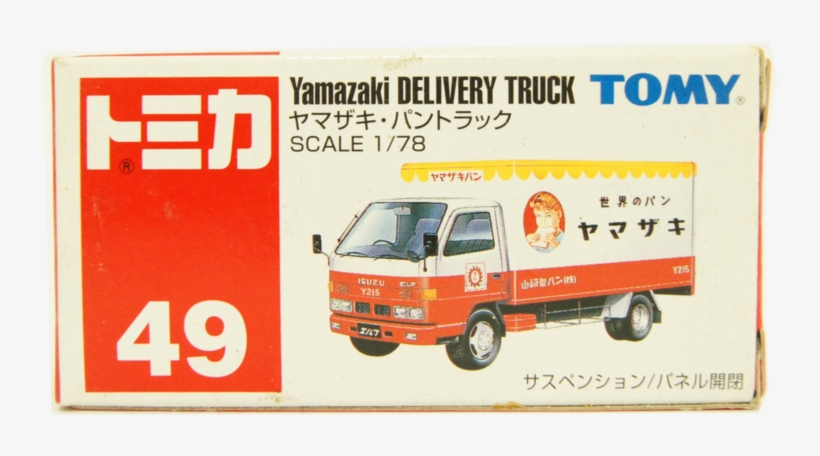 トミカ®
49
Yamazaki DELIVERY TRUCK
TOMY®
ヤマザキ・パントラック
SCALE 1/78
ヤマザキパン
世界のパン
ヤマザキ
Y215
山崎製パン(株)
ISUZU ELF
Y215
エルフ
サスペンション/パネル開閉